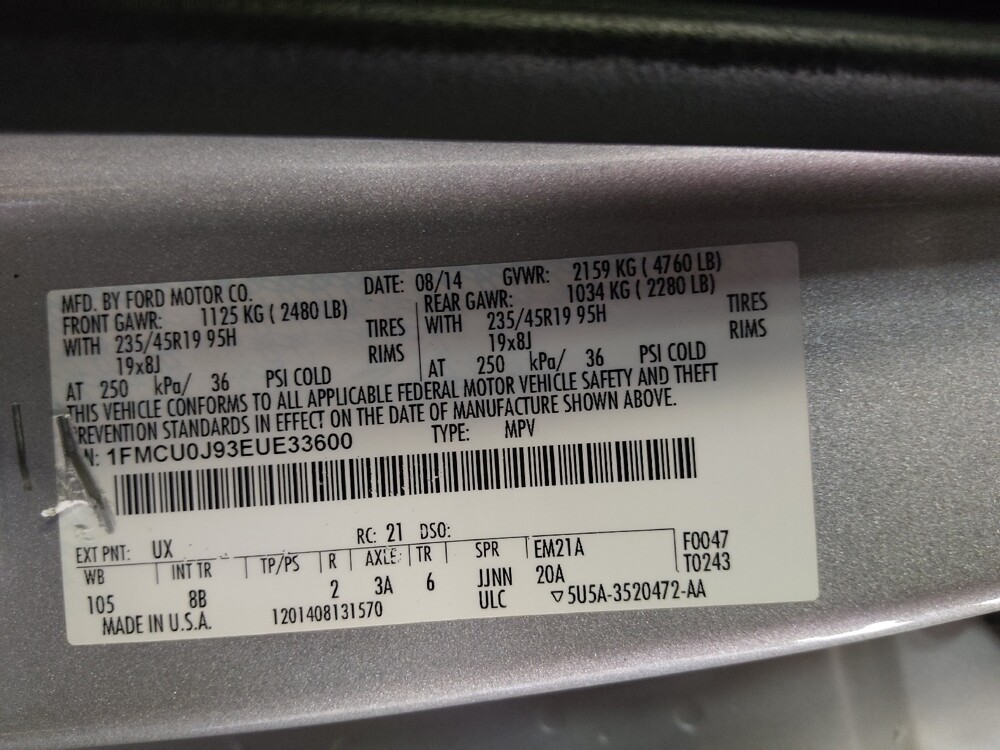 MFD. BY FORD MOTOR CO. DATE: 08/14 GVWR: 2159 KG ( 4760 LB)
FRONT GAWR: 1125 KG ( 2480 LB) REAR GAWR: 1034 KG ( 2280 LB)
WITH 235/45R19 95H TIRES WITH 235/45R19 95H TIRES
19x8J RIMS 19x8J RIMS
AT 250 kPa/ 36 PSI COLD AT 250 kPa/ 36 PSI COLD
THIS VEHICLE CONFORMS TO ALL APPLICABLE FEDERAL MOTOR VEHICLE SAFETY AND THEFT
PREVENTION STANDARDS IN EFFECT ON THE DATE OF MANUFACTURE SHOWN ABOVE.
N: 1FMCU0J93EUE33600 TYPE: MPV
EXT PNT: UX RC: 21 DSO:
WB INT TR TP/PS R AXLE TR SPR EM21A F0047
105 8B 2 3A 6 JJNN 20A T0243
MADE IN U.S.A. 1201408131570 ULC ▽5U5A-3520472-AA